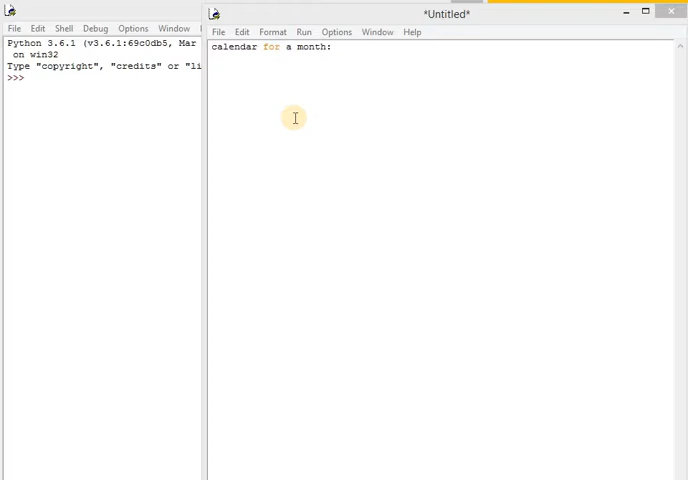 *Untitled*
File Edit Shell Debug Options Window
File Edit Format Run Options Window Help
Python 3.6.1 (v3.6.1:69c0db5, Mar
on win32
Type "copyright", "credits" or "li
>>>
calendar for a month: